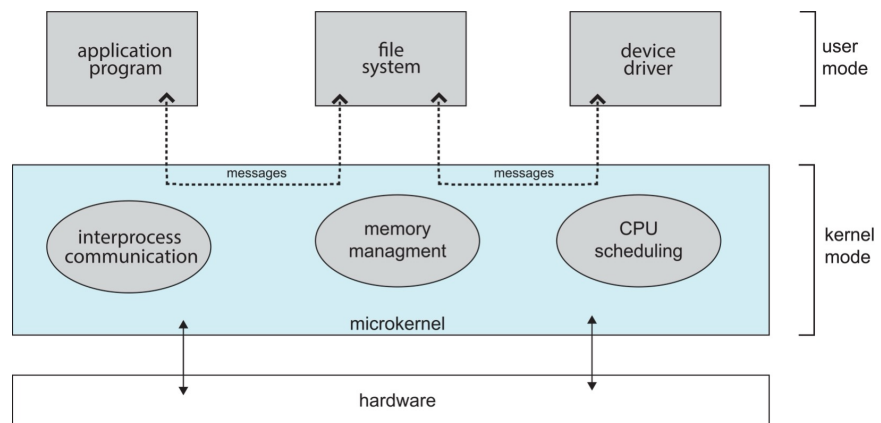 application
program
file
system
device
driver
user
mode
messages
messages
interprocess
communication
memory
managment
CPU
scheduling
kernel
mode
microkernel
hardware